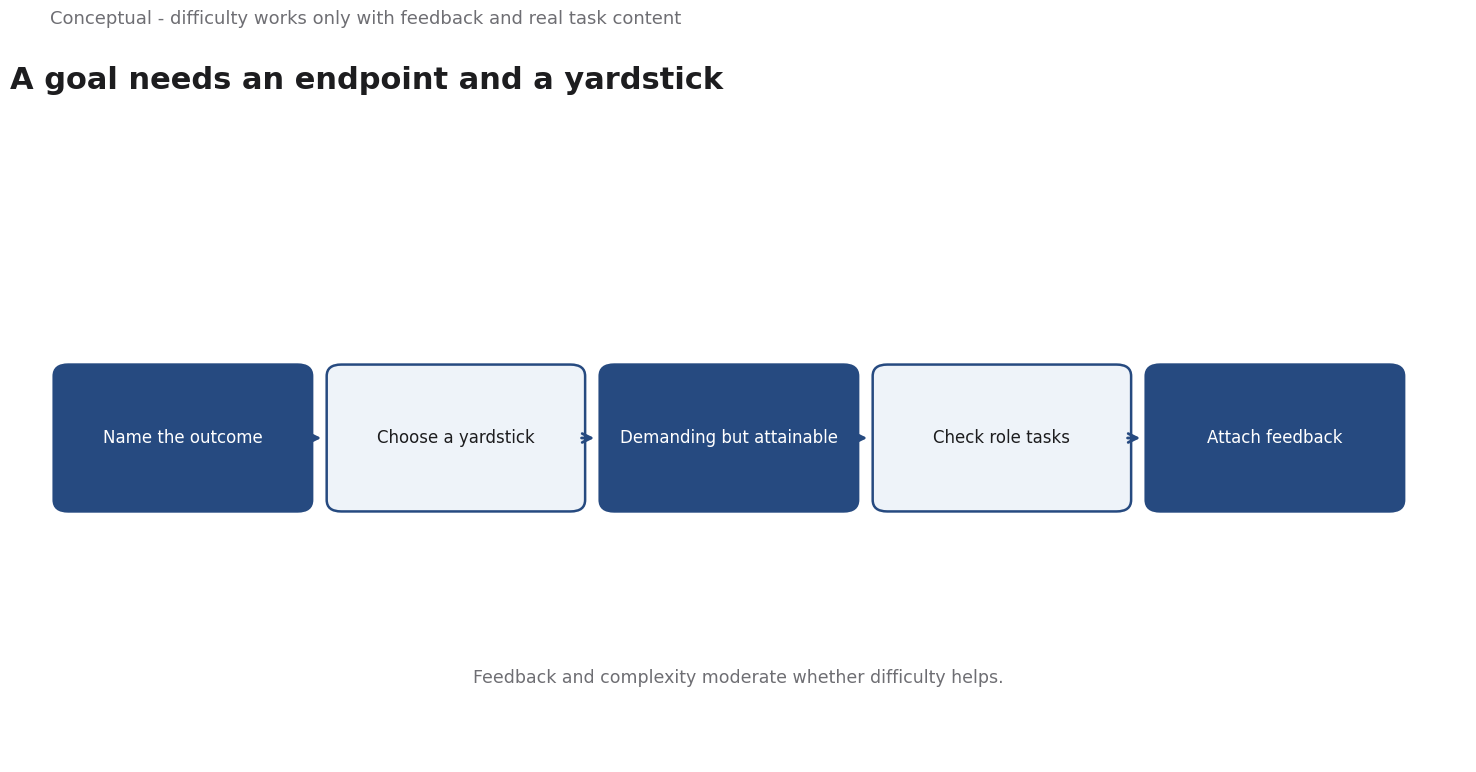 Conceptual - difficulty works only with feedback and real task content
A goal needs an endpoint and a yardstick
Name the outcome
Choose a yardstick
Demanding but attainable
Check role tasks
Attach feedback
Feedback and complexity moderate whether difficulty helps.